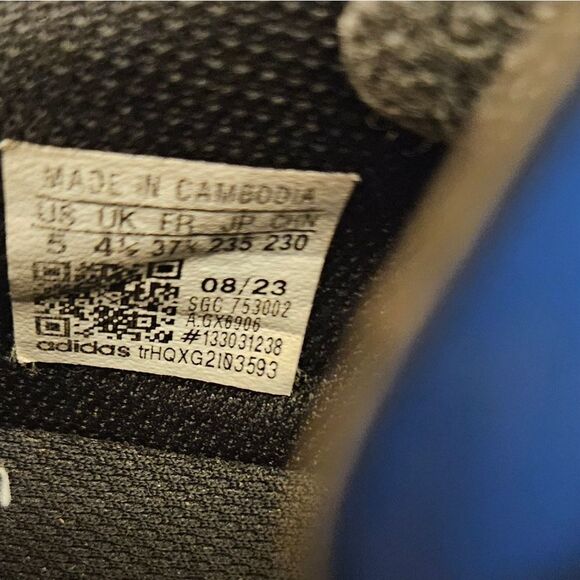 MADE IN CAMBODIA
US UK FR JP CHN
5 4½ 37⅓ 235 230
08/23
SGC 753002
A:GX6906
#133031238
adidas trHQXG2I03593